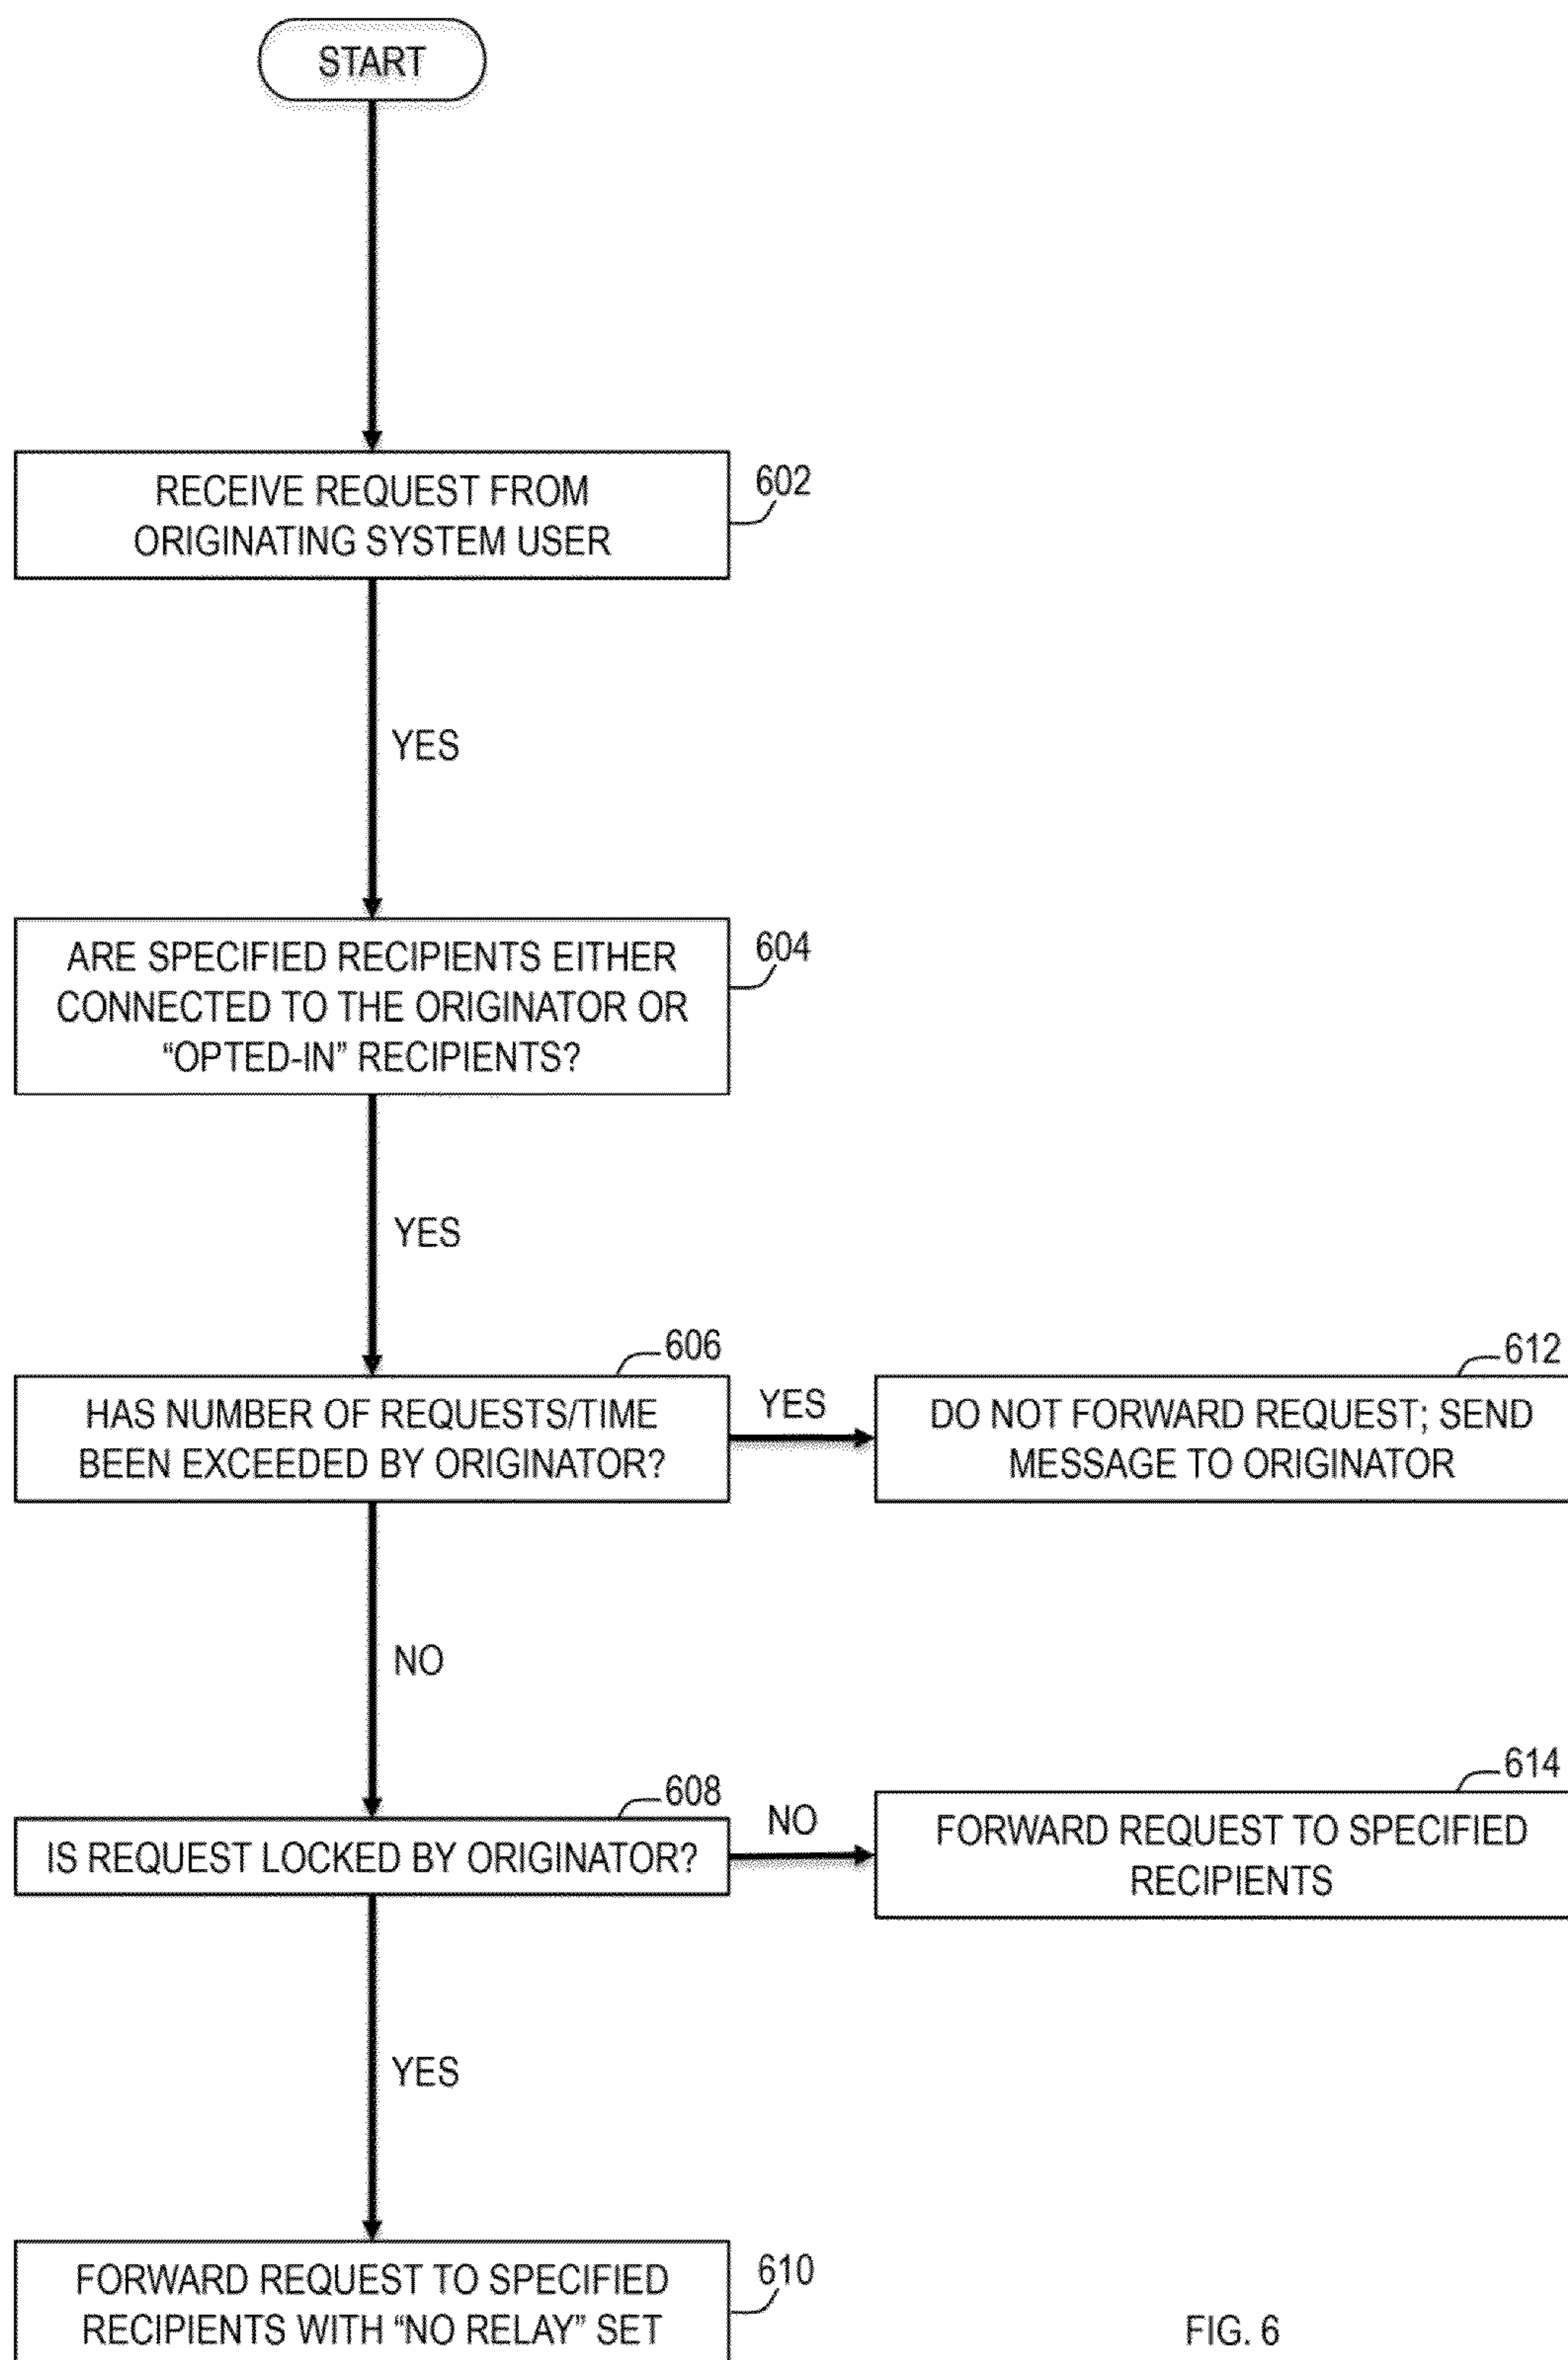 START
RECEIVE REQUEST FROM
ORIGINATING SYSTEM USER
602
YES
ARE SPECIFIED RECIPIENTS EITHER
CONNECTED TO THE ORIGINATOR OR
“OPTED-IN” RECIPIENTS?
604
YES
606
HAS NUMBER OF REQUESTS/TIME
BEEN EXCEEDED BY ORIGINATOR?
YES
612
DO NOT FORWARD REQUEST; SEND
MESSAGE TO ORIGINATOR
NO
608
IS REQUEST LOCKED BY ORIGINATOR?
NO
614
FORWARD REQUEST TO SPECIFIED
RECIPIENTS
YES
FORWARD REQUEST TO SPECIFIED
RECIPIENTS WITH “NO RELAY” SET
610
FIG. 6